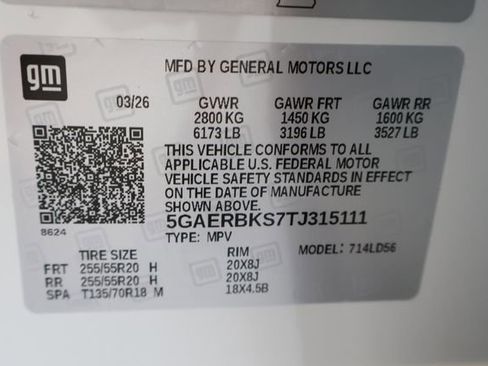 gm
MFD BY GENERAL MOTORS LLC
03/26 GVWR GAWR FRT GAWR RR
2800 KG 1450 KG 1600 KG
6173 LB 3196 LB 3527 LB
THIS VEHICLE CONFORMS TO ALL
APPLICABLE U.S. FEDERAL MOTOR
VEHICLE SAFETY STANDARDS IN EFFECT
ON THE DATE OF MANUFACTURE
SHOWN ABOVE.
8624
5GAERBKS7TJ315111
TYPE: MPV MODEL: 714LD56
TIRE SIZE RIM
FRT 255/55R20 H 20X8J
RR 255/55R20 H 20X8J
SPA T135/70R18 M 18X4.5B